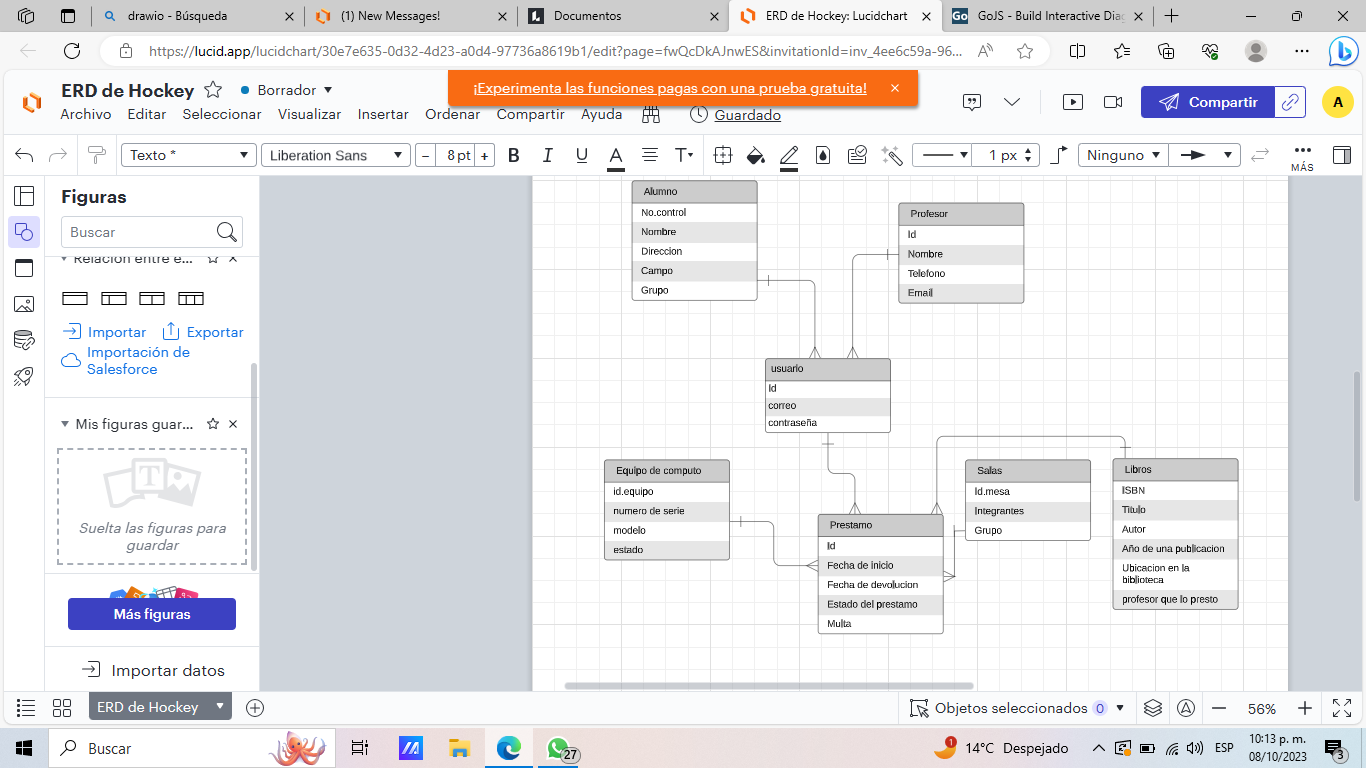 drawio - Búsqueda
(1) New Messages!
Documentos
ERD de Hockey: Lucidchart
GoJS - Build Interactive Dia
https://lucid.app/lucidchart/30e7e635-0d32-4d23-a0d4-97736a8619b1/edit?page=fwQcDkAJnwES&invitationId=inv_4ee6c59a-96...
ERD de Hockey
Borrador
¡Experimenta las funciones pagas con una prueba gratuita!
Archivo Editar Seleccionar Visualizar Insertar Ordenar Compartir Ayuda Guardado
Compartir
A
Texto *
Liberation Sans
- 8 pt +
B I U A T
1 px
Ninguno
MÁS
Figuras
Buscar
Relación entre e...
Importar
Exportar
Importación de
Salesforce
Mis figuras guar...
T
Suelta las figuras para
guardar
Más figuras
Importar datos
Alumno
No.control
Nombre
Direccion
Campo
Grupo
Profesor
Id
Nombre
Telefono
Email
usuario
Id
correo
contraseña
Equipo de computo
id.equipo
numero de serie
modelo
estado
Prestamo
Id
Fecha de inicio
Fecha de devolucion
Estado del prestamo
Multa
Salas
Id.mesa
Integrantes
Grupo
Libros
ISBN
Titulo
Autor
Año de una publicacion
Ubicacion en la
biblioteca
profesor que lo presto
ERD de Hockey
Objetos seleccionados 0
56%
Buscar
27
1
14°C Despejado
ESP
10:13 p. m.
08/10/2023
3